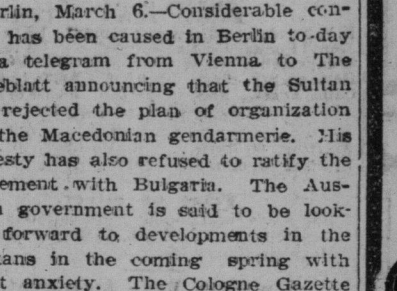 rlin, March 6.—Considerable con-
has been caused in Berlin to-day
a telegram from Vienna to The
eblatt announcing that the Sultan
rejected the plan of organization
the Macedonian gendarmerie. His
esty has also refused to ratify the
ement with Bulgaria. The Aus-
n government is said to be look-
forward to developments in the
ans in the coming spring with
t anxiety. The Cologne Gazette